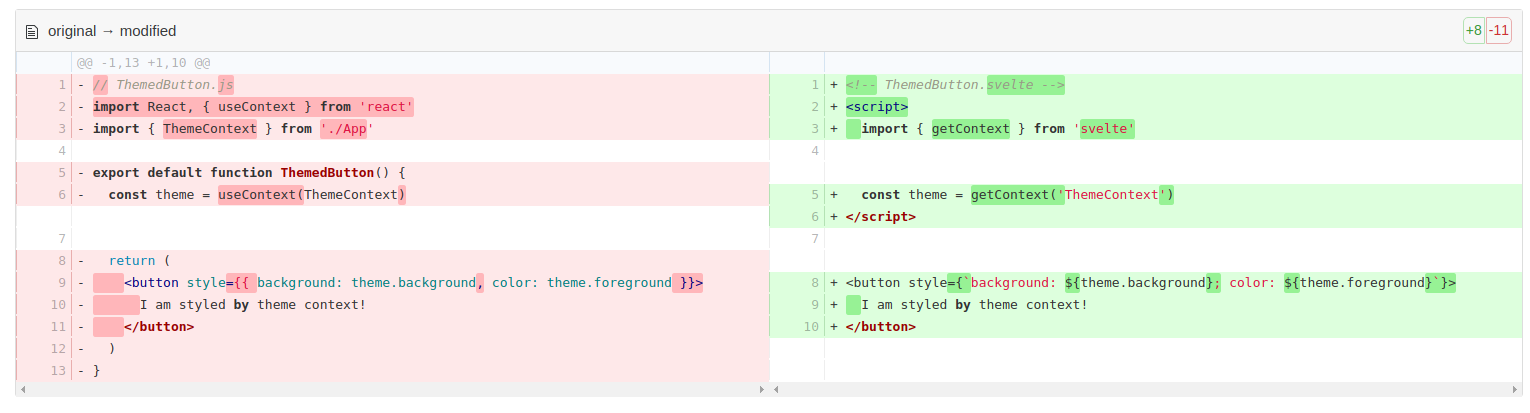 original → modified
+8 -11
@@ -1,13 +1,10 @@
1 - // ThemedButton.js
2 - import React, { useContext } from 'react'
3 - import { ThemeContext } from './App'
4
5 - export default function ThemedButton() {
6 -   const theme = useContext(ThemeContext)
7
8 -   return (
9 -     <button style={{ background: theme.background, color: theme.foreground }}>
10 -       I am styled by theme context!
11 -     </button>
12 -   )
13 - }
1 + <!-- ThemedButton.svelte -->
2 + <script>
3 +   import { getContext } from 'svelte'
4
5 +   const theme = getContext('ThemeContext')
6 + </script>
7
8 + <button style={`background: ${theme.background}; color: ${theme.foreground}`}>
9 +   I am styled by theme context!
10 + </button>